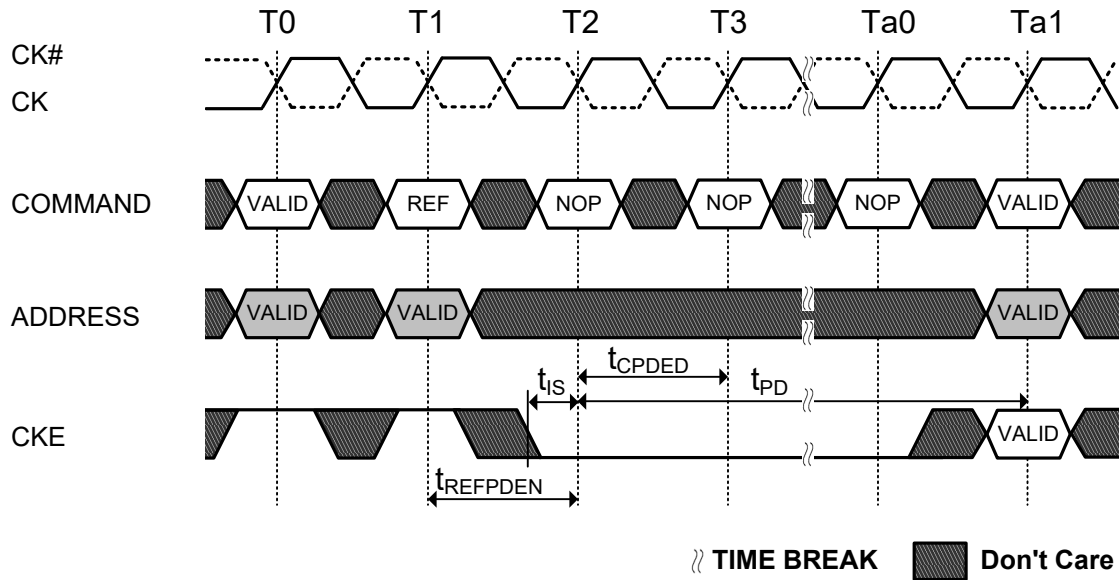 T0 T1 T2 T3 Ta0 Ta1
CK#
CK
COMMAND VALID REF NOP NOP NOP VALID
ADDRESS VALID VALID VALID
tCPDED
tIS tPD
CKE VALID
tREFPDEN
TIME BREAK Don't Care